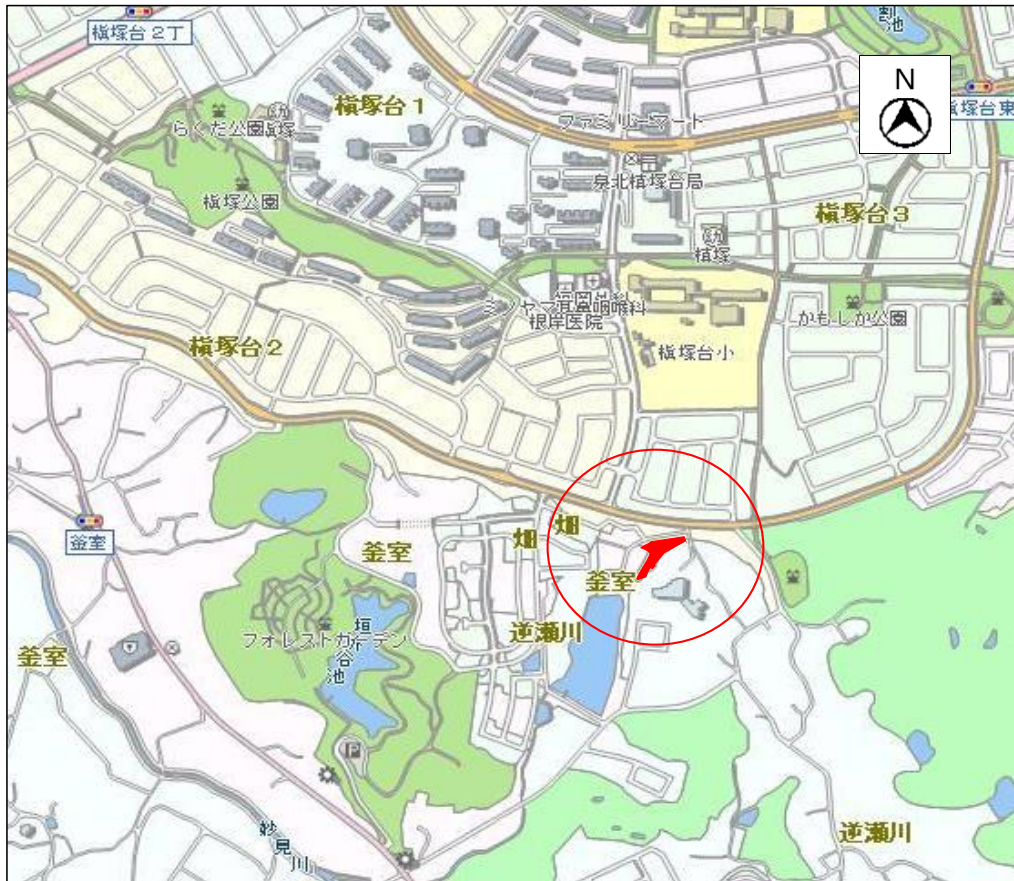 槇塚台2丁
割池
N
槇塚台1
らくだ公園
槇塚
ファミリーマート
槇塚台東
泉北槇塚台局
槇塚公園
槇塚台3
槇塚
根岸医院
かもしか公園
槇塚台2
槇塚台小
畑
畑
釜室
釜室
釜室
逆瀬川
フォレストガーデン
釜室
P
逆瀬川
妙見川